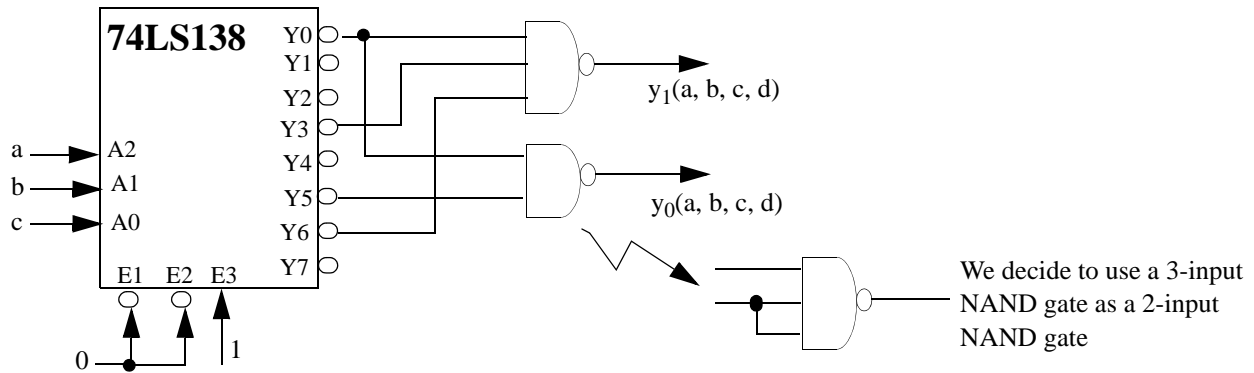 74LS138
Y0
Y1
Y2
Y3
Y4
Y5
Y6
Y7
a
b
c
A2
A1
A0
E1 E2 E3
0
1
y1(a, b, c, d)
y0(a, b, c, d)
We decide to use a 3-input
NAND gate as a 2-input
NAND gate